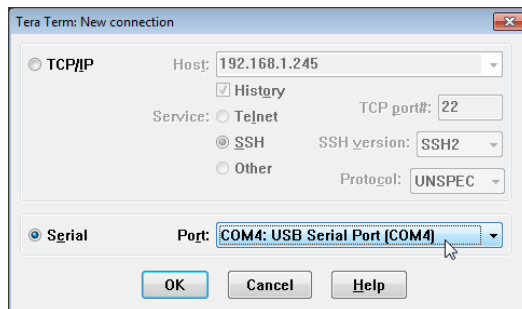 Tera Term: New connection
TCP/IP Host: 192.168.1.245
History
Service: Telnet TCP port#: 22
SSH SSH version: SSH2
Other Protocol: UNSPEC
Serial Port: COM4: USB Serial Port (COM4)
OK Cancel Help